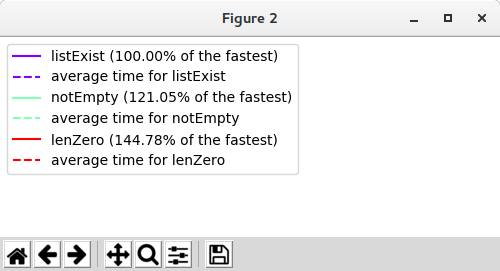 Figure 2
listExist (100.00% of the fastest)
average time for listExist
notEmpty (121.05% of the fastest)
average time for notEmpty
lenZero (144.78% of the fastest)
average time for lenZero